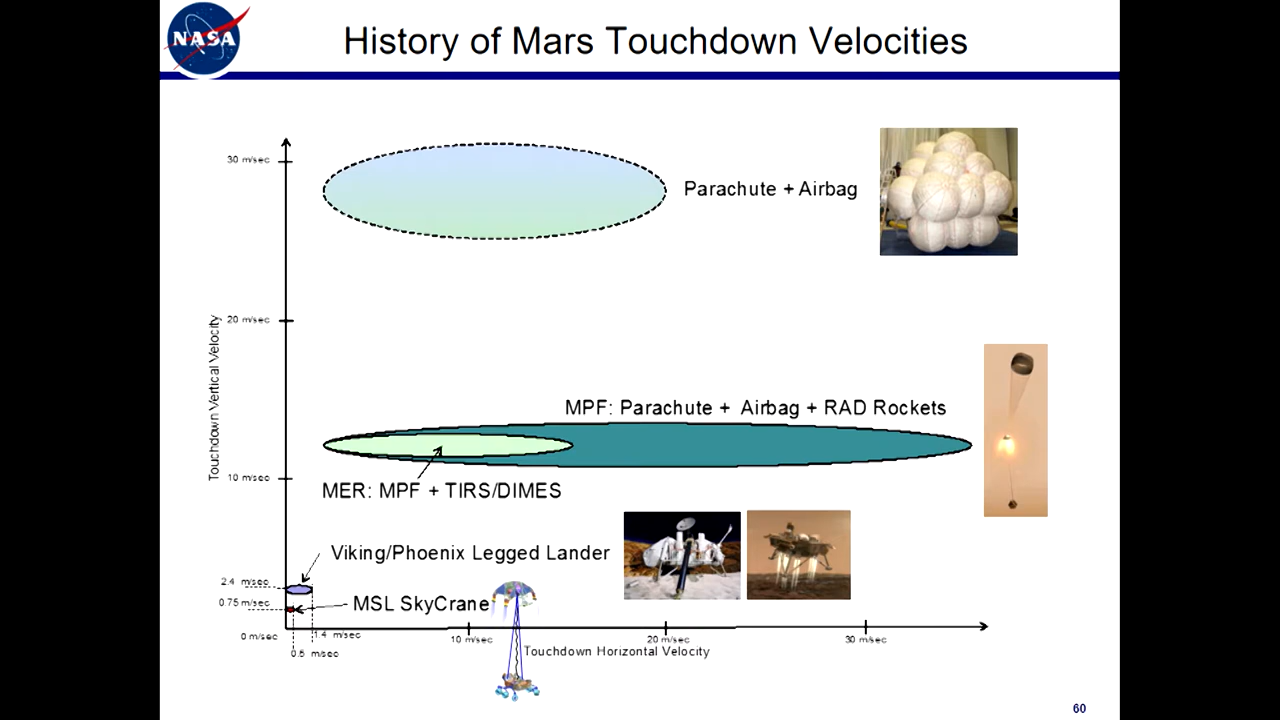 NASA
History of Mars Touchdown Velocities
30 m/sec
Parachute + Airbag
20 m/sec
Touchdown Vertical Velocity
MPF: Parachute + Airbag + RAD Rockets
10 m/sec
MER: MPF + TIRS/DIMES
Viking/Phoenix Legged Lander
2.4 m/sec
0.75 m/sec
MSL SkyCrane
0 m/sec
1.4 m/sec
10 m/sec
20 m/sec
30 m/sec
0.5 m/sec
Touchdown Horizontal Velocity
60